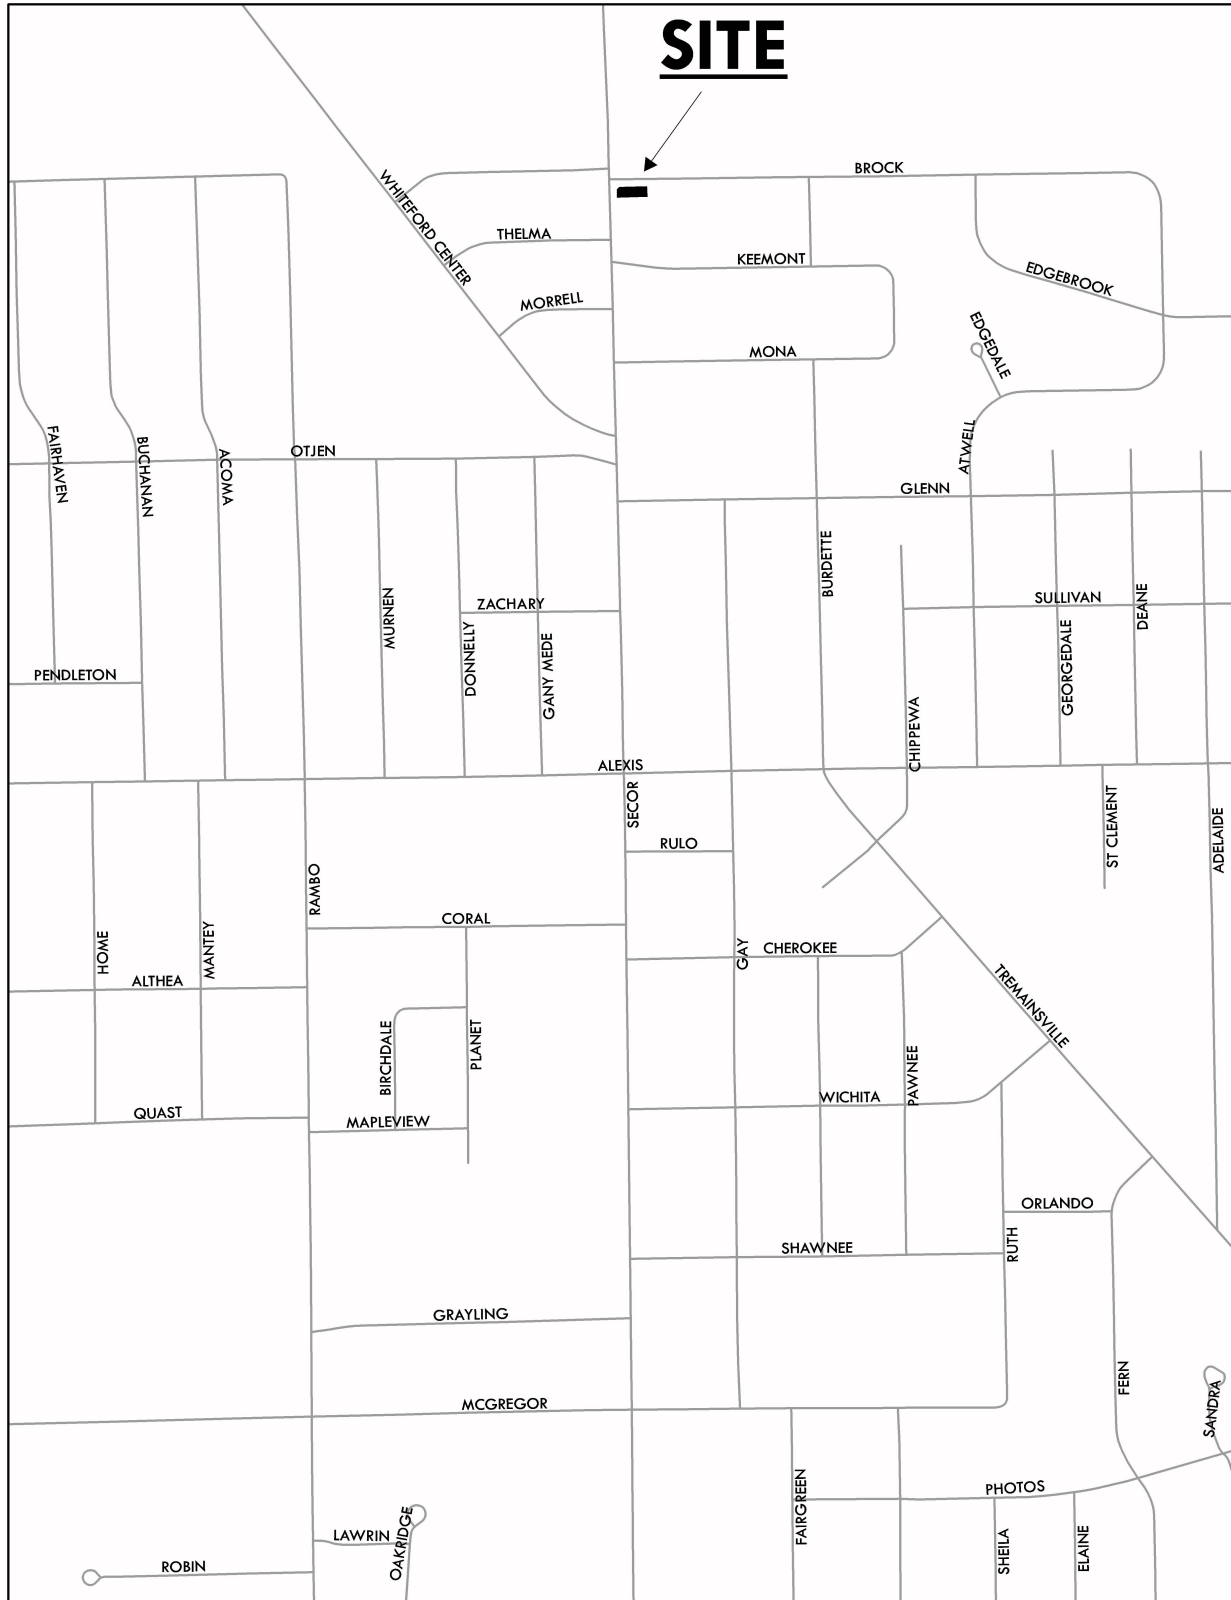 SITE
BROCK
WHITEFORD CENTER
THELMA
KEEMONT
EDGEBROOK
MORRELL
EDGEDALE
MONA
FAIRHAVEN
BUCHANAN
ACOMA
OTJEN
ATWELL
GLENN
BURDETTE
MURNEN
ZACHARY
SULLIVAN
DEANE
DONNELLY
GANY MEDE
GEORGEDALE
PENDLETON
CHIPPEWA
ALEXIS
SECOR
ST CLEMENT
ADELAIDE
RULO
RAMBO
CORAL
HOME
MANTEY
GAY
CHEROKEE
ALTHEA
TREMAINSVILLE
BIRCHDALE
PLANET
PAWNEE
QUAST
MAPLEVIEW
WICHITA
ORLANDO
SHAWNEE
RUTH
GRAYLING
FERN
SANDRA
MCGREGOR
PHOTOS
FAIRGREEN
LAWRIN
OAKRIDGE
SHEILA
ELAINE
ROBIN